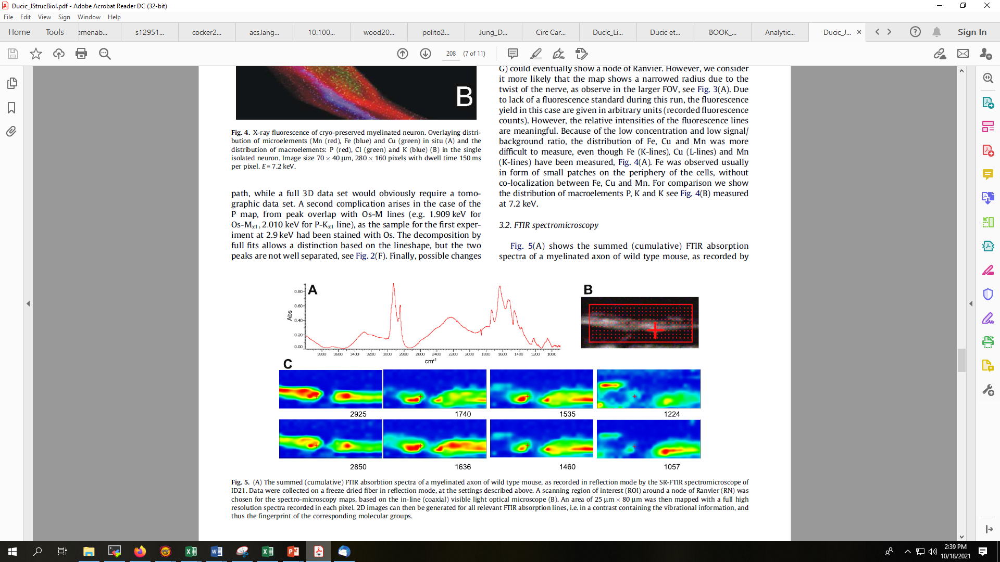 Ducic_JStrucBiol.pdf - Adobe Acrobat Reader DC (32-bit)
File Edit View Sign Window Help
Home Tools amenab... s12951... cocker2... acs.lang... 10.100... wood20... polito2... Jung_D... Circ Car... Ducic_Li... Ducic et... BOOK_... Analytic... Ducic_J... Sign In
208 (7 of 11)
B
Fig. 4. X-ray fluorescence of cryo-preserved myelinated neuron. Overlaying distri-
bution of microelements (Mn (red), Fe (blue) and Cu (green) in situ (A) and the
distribution of macroelements: P (red), Cl (green) and K (blue) (B) in the single
isolated neuron. Image size 70 × 40 μm, 280 × 160 pixels with dwell time 150 ms
per pixel. E = 7.2 keV.
path, while a full 3D data set would obviously require a tomo-
graphic data set. A second complication arises in the case of the
P map, from peak overlap with Os-M lines (e.g. 1.909 keV for
Os-Mα1, 2.010 keV for P-Kα1 line), as the sample for the first exper-
iment at 2.9 keV had been stained with Os. The decomposition by
full fits allows a distinction based on the lineshape, but the two
peaks are not well separated, see Fig. 2(F). Finally, possible changes
G) could eventually show a node of Ranvier. However, we consider
it more likely that the map shows a narrowed radius due to the
twist of the nerve, as observe in the larger FOV, see Fig. 3(A). Due
to lack of a fluorescence standard during this run, the fluorescence
yield in this case are given in arbitrary units (recorded fluorescence
counts). However, the relative intensities of the fluorescence lines
are meaningful. Because of the low concentration and low signal/
background ratio, the distribution of Fe, Cu and Mn was more
difficult to measure, even though Fe (K-lines), Cu (L-lines) and Mn
(K-lines) have been measured, Fig. 4(A). Fe was observed usually
in form of small patches on the periphery of the cells, without
co-localization between Fe, Cu and Mn. For comparison we show
the distribution of macroelements P, K and K see Fig. 4(B) measured
at 7.2 keV.
3.2. FTIR spectromicroscopy
Fig. 5(A) shows the summed (cumulative) FTIR absorption
spectra of a myelinated axon of wild type mouse, as recorded by
A
Abs
0.80
0.60
0.40
0.20
0.00
3800 3600 3400 3200 3000 2800 2600 2400 2200 2000 1800 1600 1400 1200 1000
cm-1
B
C
2925 1740 1535 1224
2850 1636 1460 1057
Fig. 5. (A) The summed (cumulative) FTIR absorbtion spectra of a myelinated axon of wild type mouse, as recorded in reflection mode by the SR-FTIR spectromicroscope of
ID21. Data were collected on a freeze dried fiber in reflection mode, at the settings described above. A scanning region of interest (ROI) around a node of Ranvier (RN) was
chosen for the spectro-microscopy maps, based on the in-line (coaxial) visible light optical microscope (B). An area of 25 μm × 80 μm was then mapped with a full high
resolution spectra recorded in each pixel. 2D images can then be generated for all relevant FTIR absorption lines, i.e. in a contrast containing the vibrational information, and
thus the fingerprint of the corresponding molecular groups.
2:39 PM
10/18/2021